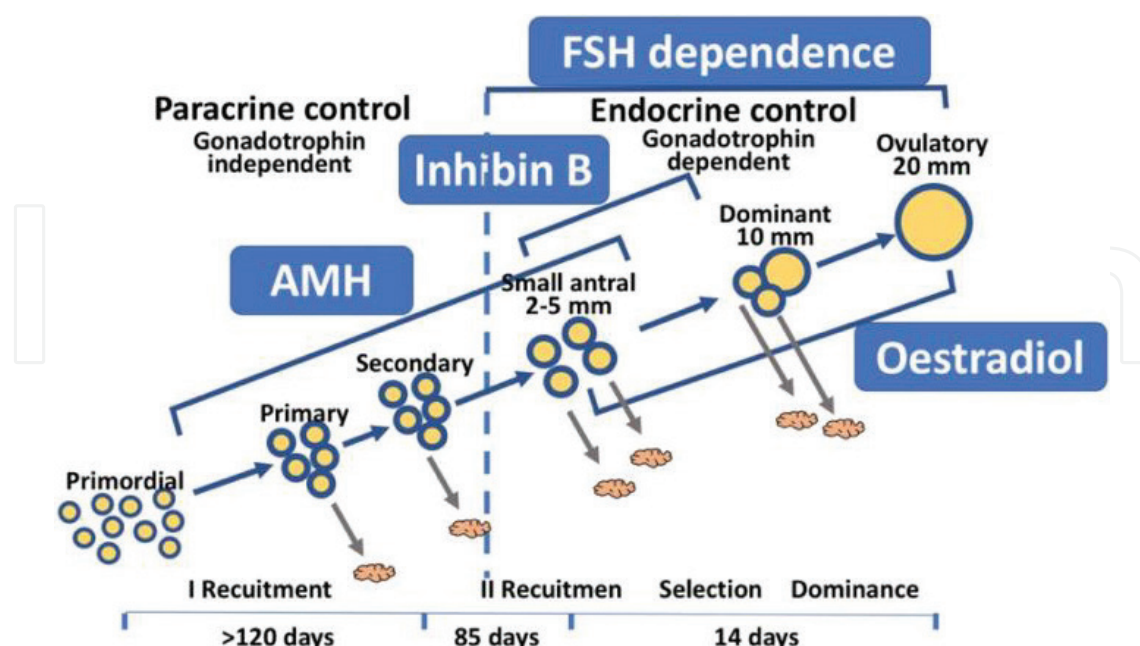 FSH dependence
Paracrine control
Gonadotrophin
independent
Endocrine control
Gonadotrophin
dependent
Inhibin B
Ovulatory
20 mm
Dominant
10 mm
AMH
Small antral
2-5 mm
Oestradiol
Secondary
Primary
Primordial
I Recuitment
II Recuitmen
Selection
Dominance
>120 days
85 days
14 days